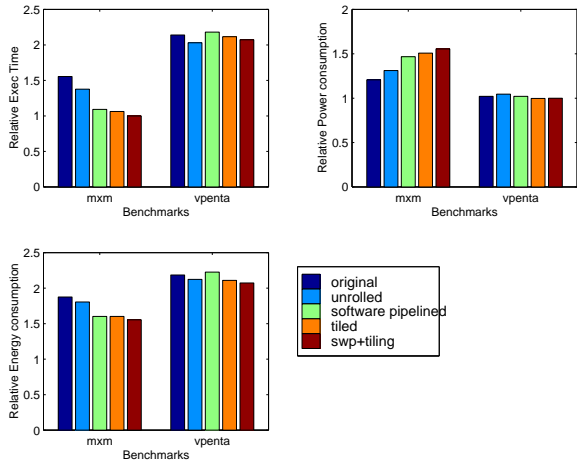 Relative Exec Time
2.5
2
1.5
1
0.5
0
mxm
vpenta
Benchmarks
Relative Power consumption
2
1.5
1
0.5
0
mxm
vpenta
Benchmarks
Relative Energy consumption
2.5
2
1.5
1
0.5
0
mxm
vpenta
Benchmarks
original
unrolled
software pipelined
tiled
swp+tiling